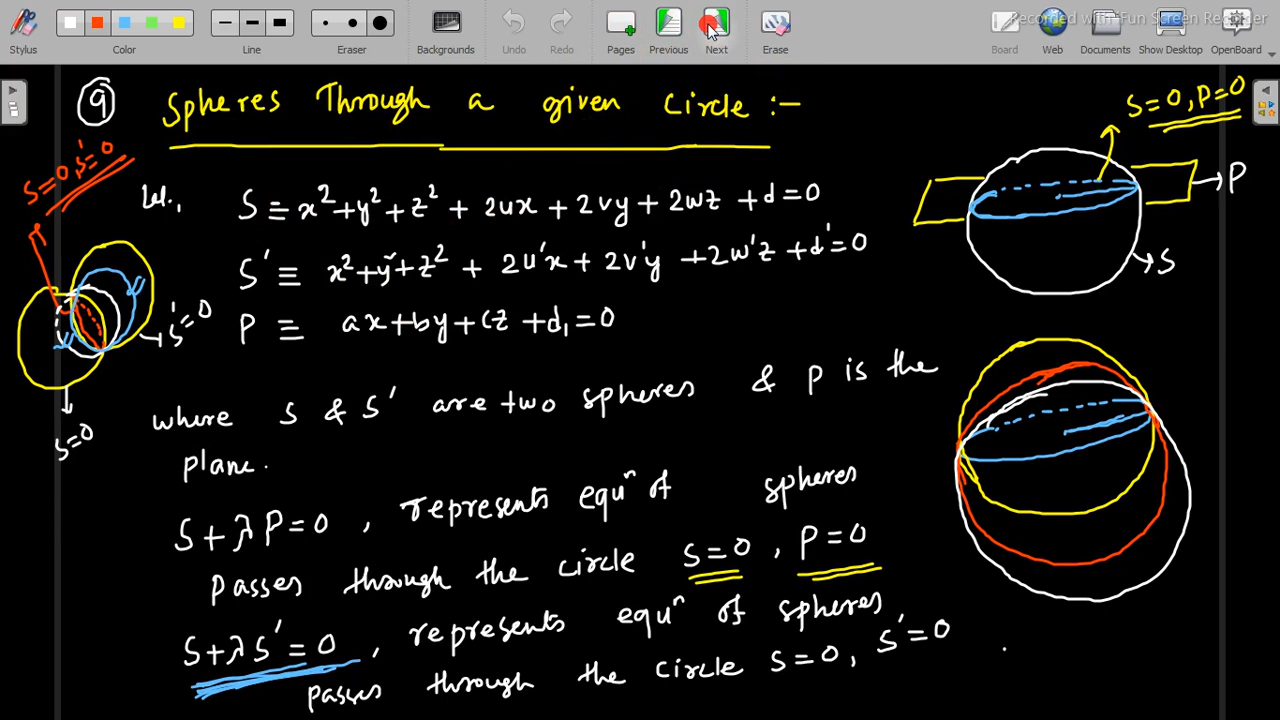 Recorded with iFun Screen Recorder
Stylus Color Line Eraser Backgrounds Undo Redo Pages Previous Next Erase Board Web Documents Show Desktop OpenBoard
9 Spheres Through a given Circle :-
S=0, P=0
S=0, S'=0
P
Let, S ≡ x²+y²+z² + 2ux + 2vy + 2wz + d = 0
S' ≡ x²+y²+z² + 2u'x + 2v'y + 2w'z + d' = 0
S
P ≡ ax+by+cz+d₁=0
S'=0
S=0
where S & S' are two spheres & P is the
plane.
S+λP=0, represents equⁿ of spheres
Passes through the circle S=0, P=0
S+λS'=0, represents equⁿ of spheres
passes through the circle S=0, S'=0